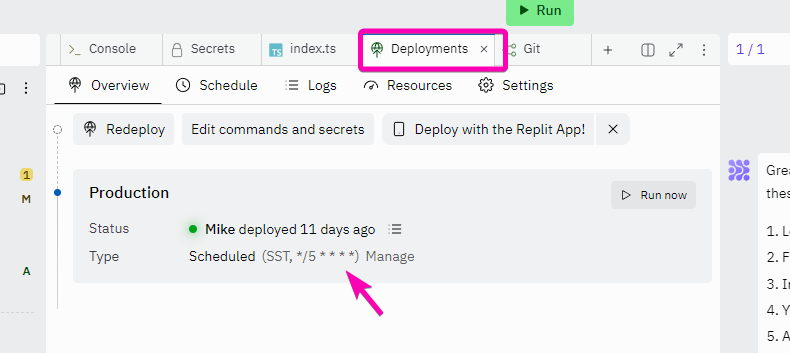 Run
Console
Secrets
TS index.ts
Deployments ×
Git
+
1 / 1
Overview
Schedule
Logs
Resources
Settings
Redeploy
Edit commands and secrets
Deploy with the Replit App!
1
M
A
Production
Run now
Status
Mike deployed 11 days ago
Type
Scheduled (SST, */5 * * * *) Manage
Grea
thes
1. L
2. F
3. I
4. Y
5. A